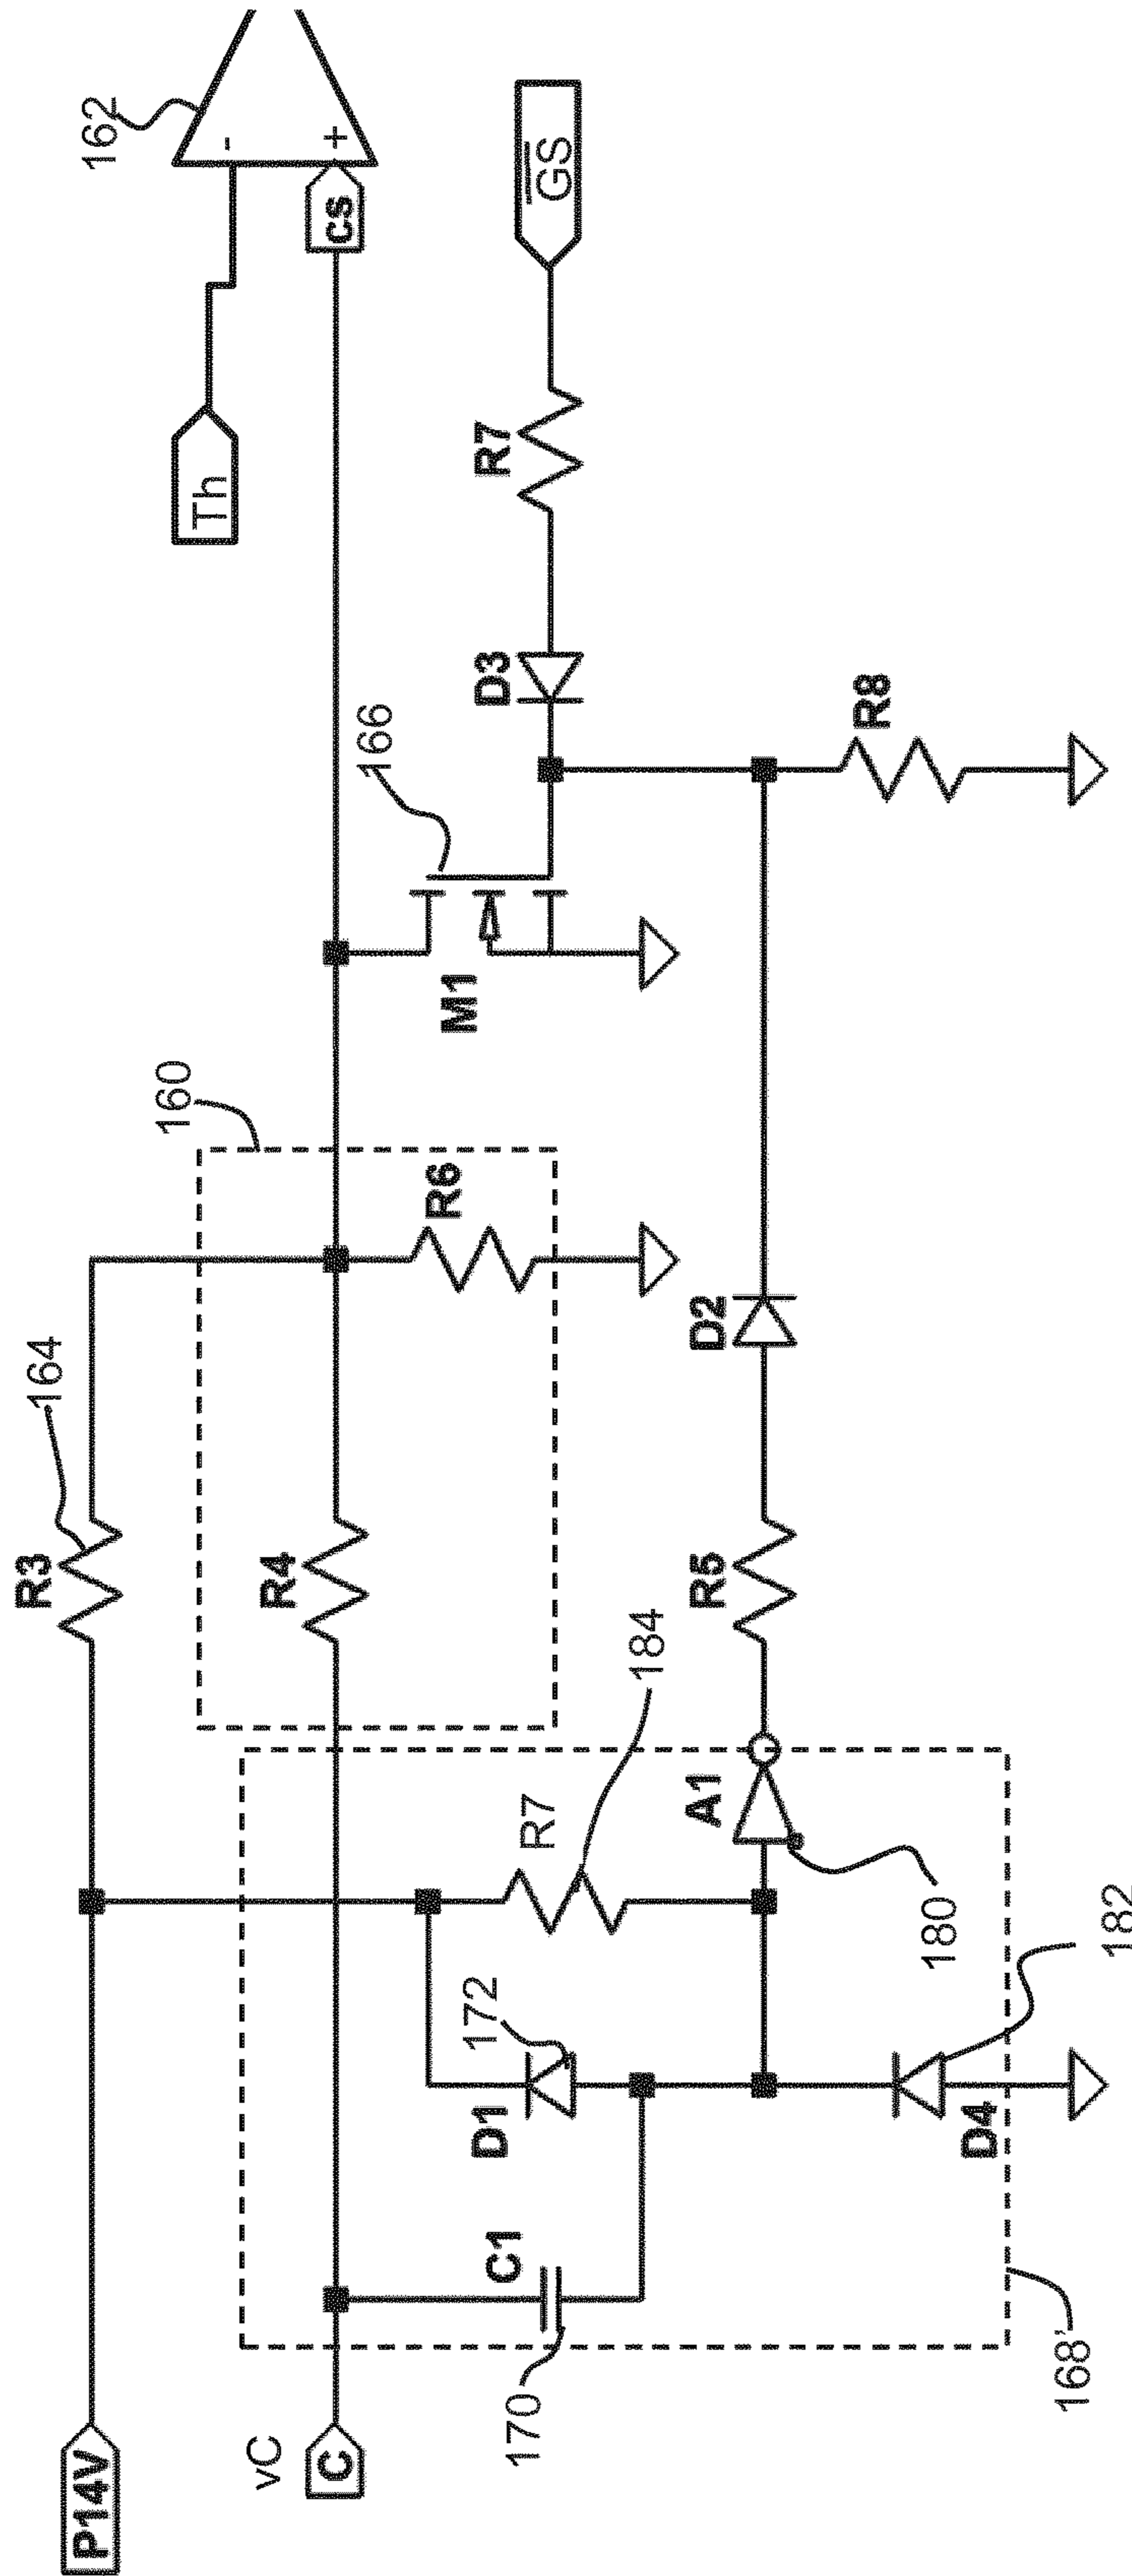 P14V
R3
164
vC
C
R4
160
R6
cs
Th
162
-
+
C1
170
D1
172
R7
184
A1
180
D4
182
168'
R5
D2
M1
166
D3
R7
GS
R8